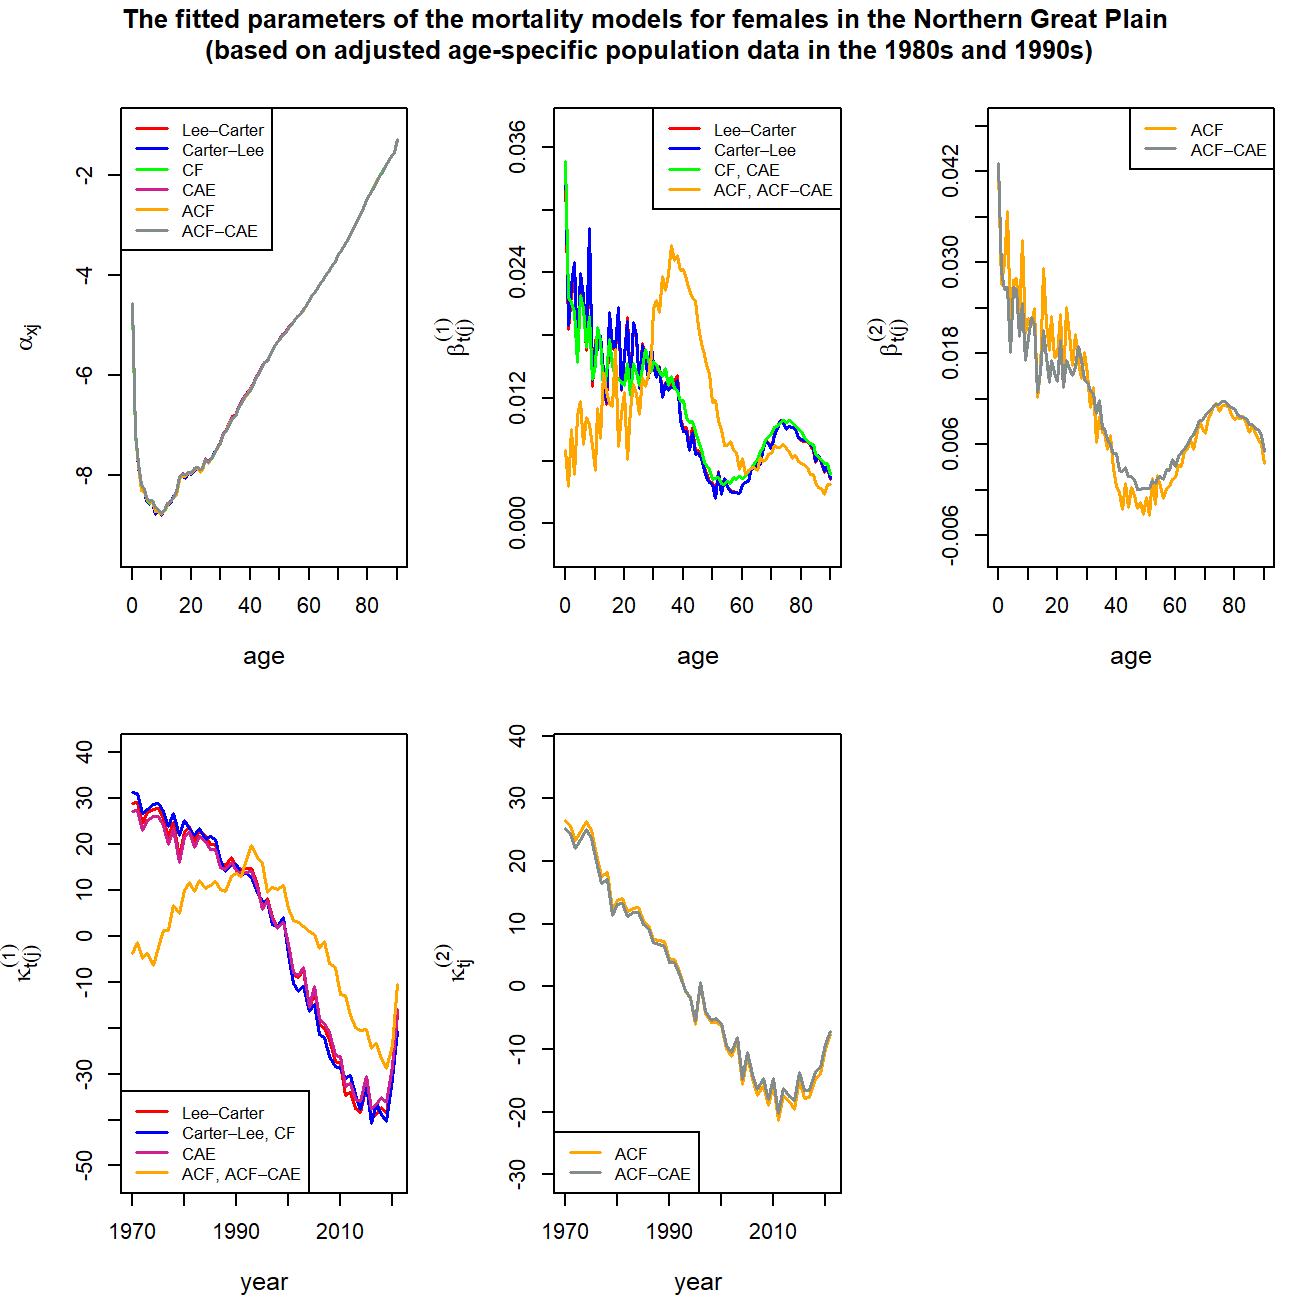 The fitted parameters of the mortality models for females in the Northern Great Plain
(based on adjusted age-specific population data in the 1980s and 1990s)
αxj
-2
-4
-6
-8
Lee–Carter
Carter–Lee
CF
CAE
ACF
ACF–CAE
0 20 40 60 80
age
β(1)t(j)
0.036
0.024
0.012
0.000
Lee–Carter
Carter–Lee
CF, CAE
ACF, ACF–CAE
0 20 40 60 80
age
β(2)t(j)
0.042
0.030
0.018
0.006
-0.006
ACF
ACF–CAE
0 20 40 60 80
age
κ(1)t(j)
40
30
20
10
0
-10
-30
-50
Lee–Carter
Carter–Lee, CF
CAE
ACF, ACF–CAE
1970 1990 2010
year
κ(2)tj
40
30
20
10
0
-10
-20
-30
ACF
ACF–CAE
1970 1990 2010
year